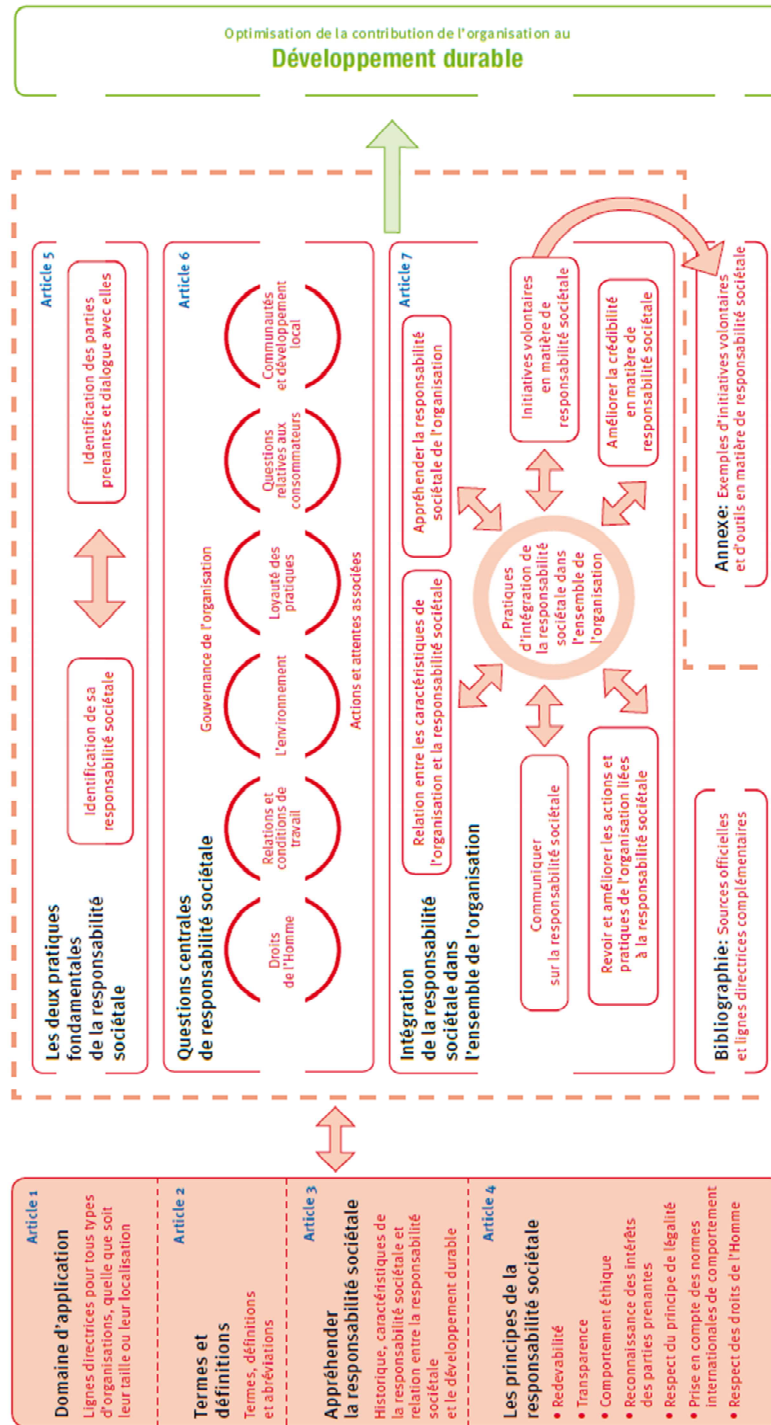 Article 1
Domaine d'application
Lignes directrices pour tous types
d'organisations, quelle que soit
leur taille ou leur localisation
Article 2
Termes et
définitions
Termes, définitions
et abréviations
Article 3
Appréhender
la responsabilité sociétale
Historique, caractéristiques de
la responsabilité sociétale et
relation entre la responsabilité
sociétale
et le développement durable
Article 4
Les principes de la
responsabilité sociétale
• Redevabilité
• Transparence
• Comportement éthique
• Reconnaissance des intérêts
des parties prenantes
• Respect du principe de légalité
• Prise en compte des normes
internationales de comportement
• Respect des droits de l'Homme
Les deux pratiques
fondamentales
de la responsabilité
sociétale
Article 5
Identification de sa
responsabilité sociétale
Identification des parties
prenantes et dialogue avec elles
Questions centrales
de responsabilité sociétale
Article 6
Gouvernance de l'organisation
Droits
de l'Homme
Relations et
conditions de
travail
L'environnement
Loyauté des
pratiques
Questions
relatives aux
consommateurs
Communautés
et développement
local
Actions et attentes associées
Intégration
de la responsabilité
sociétale dans
l'ensemble de l'organisation
Article 7
Relation entre les caractéristiques de
l'organisation et la responsabilité sociétale
Appréhender la responsabilité
sociétale de l'organisation
Communiquer
sur la responsabilité sociétale
Pratiques
d'intégration de
la responsabilité
sociétale dans
l'ensemble de
l'organisation
Initiatives volontaires
en matière de
responsabilité sociétale
Revoir et améliorer les actions et
pratiques de l'organisation liées
à la responsabilité sociétale
Améliorer la crédibilité
en matière de
responsabilité sociétale
Bibliographie: Sources officielles
et lignes directrices complémentaires
Annexe: Exemples d'initiatives volontaires
et d'outils en matière de responsabilité sociétale
Optimisation de la contribution de l'organisation au
Développement durable